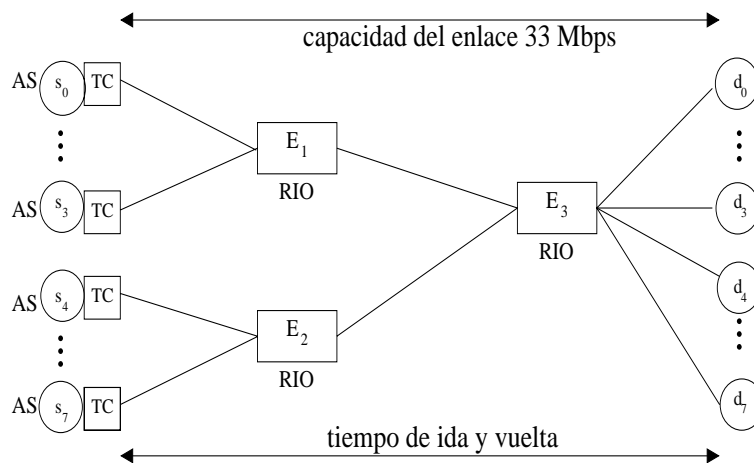 capacidad del enlace 33 Mbps
AS s0 TC
d0
E1
RIO
AS s3 TC
E3
d3
RIO
AS s4 TC
d4
E2
RIO
AS s7 TC
d7
tiempo de ida y vuelta